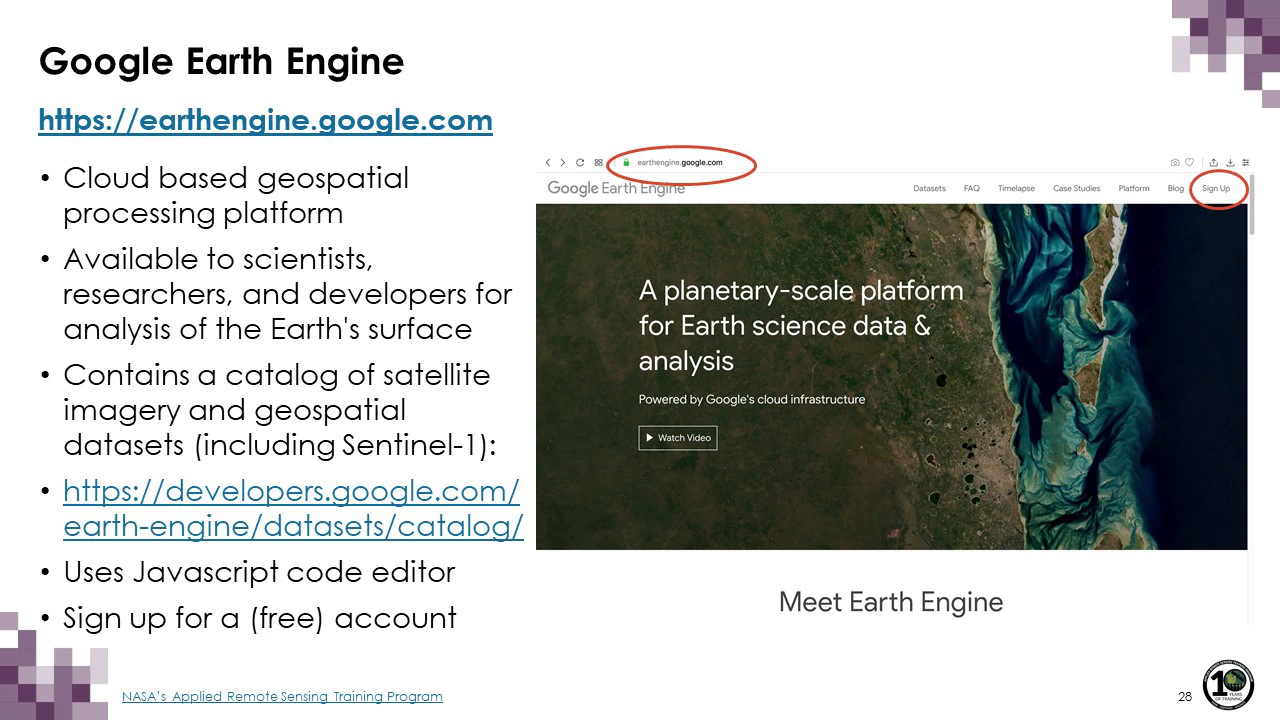 Google Earth Engine
https://earthengine.google.com
• Cloud based geospatial
processing platform
• Available to scientists,
researchers, and developers for
analysis of the Earth's surface
• Contains a catalog of satellite
imagery and geospatial
datasets (including Sentinel-1):
• https://developers.google.com/
earth-engine/datasets/catalog/
• Uses Javascript code editor
• Sign up for a (free) account
earthengine.google.com
Google Earth Engine
Datasets FAQ Timelapse Case Studies Platform Blog Sign Up
A planetary-scale platform
for Earth science data &
analysis
Powered by Google's cloud infrastructure
Watch Video
Meet Earth Engine
NASA's Applied Remote Sensing Training Program
28
10
YEARS
OF TRAINING